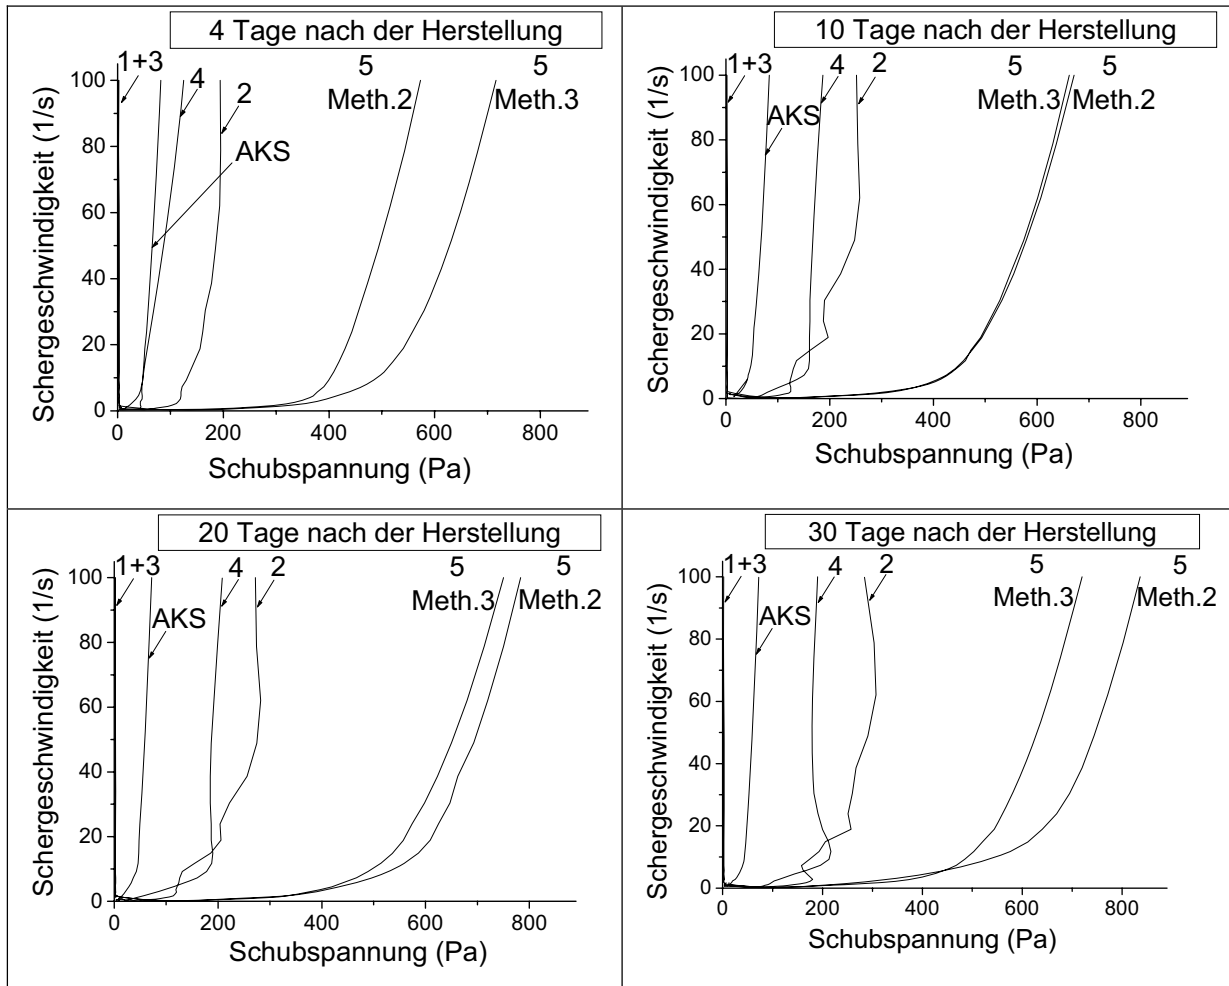 4 Tage nach der Herstellung
1+3
4
2
5
5
Meth.2
Meth.3
AKS
100
80
60
40
20
0
Schergeschwindigkeit (1/s)
0
200
400
600
800
Schubspannung (Pa)
10 Tage nach der Herstellung
1+3
4
2
5
5
Meth.3
Meth.2
AKS
100
80
60
40
20
0
Schergeschwindigkeit (1/s)
0
200
400
600
800
Schubspannung (Pa)
20 Tage nach der Herstellung
1+3
4
2
5
5
Meth.3
Meth.2
AKS
100
80
60
40
20
0
Schergeschwindigkeit (1/s)
0
200
400
600
800
Schubspannung (Pa)
30 Tage nach der Herstellung
1+3
4
2
5
5
Meth.3
Meth.2
AKS
100
80
60
40
20
0
Schergeschwindigkeit (1/s)
0
200
400
600
800
Schubspannung (Pa)